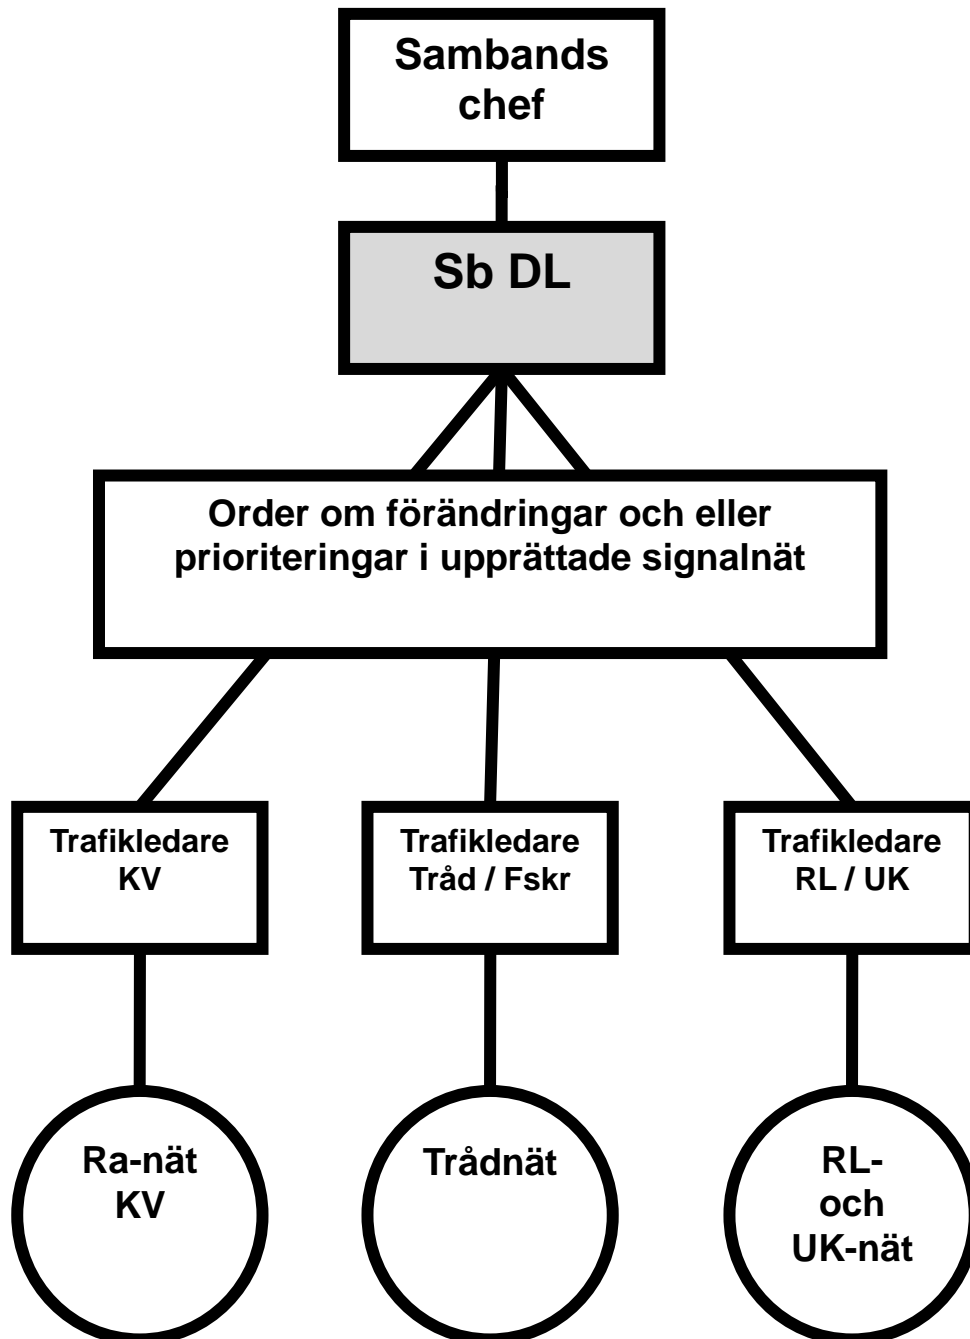 Sambands
chef
Sb DL
Order om förändringar och eller
prioriteringar i upprättade signalnät
Trafikledare
KV
Trafikledare
Tråd / Fskr
Trafikledare
RL / UK
Ra-nät
KV
Trådnät
RL-
och
UK-nät